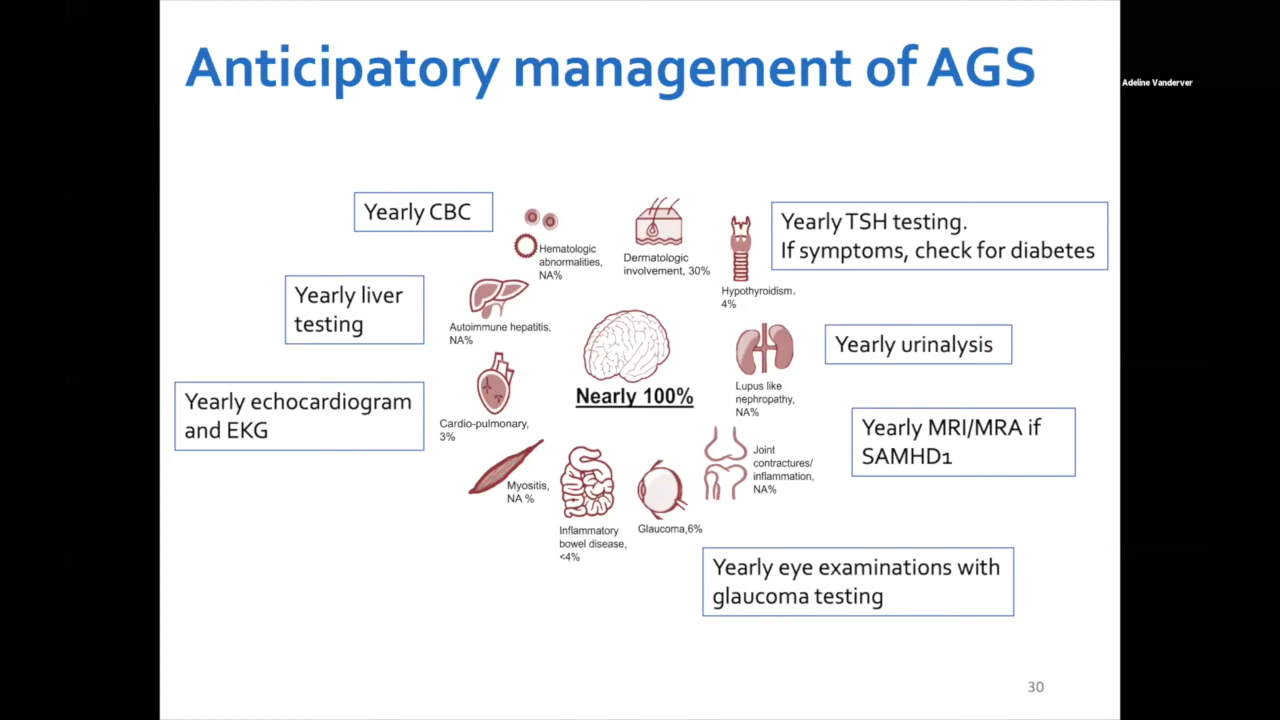 Anticipatory management of AGS
Adeline Vanderver
Yearly CBC
Hematologic
abnormalities,
NA%
Dermatologic
involvement, 30%
Yearly TSH testing.
If symptoms, check for diabetes
Hypothyroidism.
4%
Yearly liver
testing
Autoimmune hepatitis,
NA%
Nearly 100%
Yearly urinalysis
Lupus like
nephropathy,
NA%
Yearly echocardiogram
and EKG
Cardio-pulmonary,
3%
Yearly MRI/MRA if
SAMHD1
Joint
contractures/
inflammation,
NA%
Myositis,
NA %
Inflammatory
bowel disease,
<4%
Glaucoma,6%
Yearly eye examinations with
glaucoma testing
30